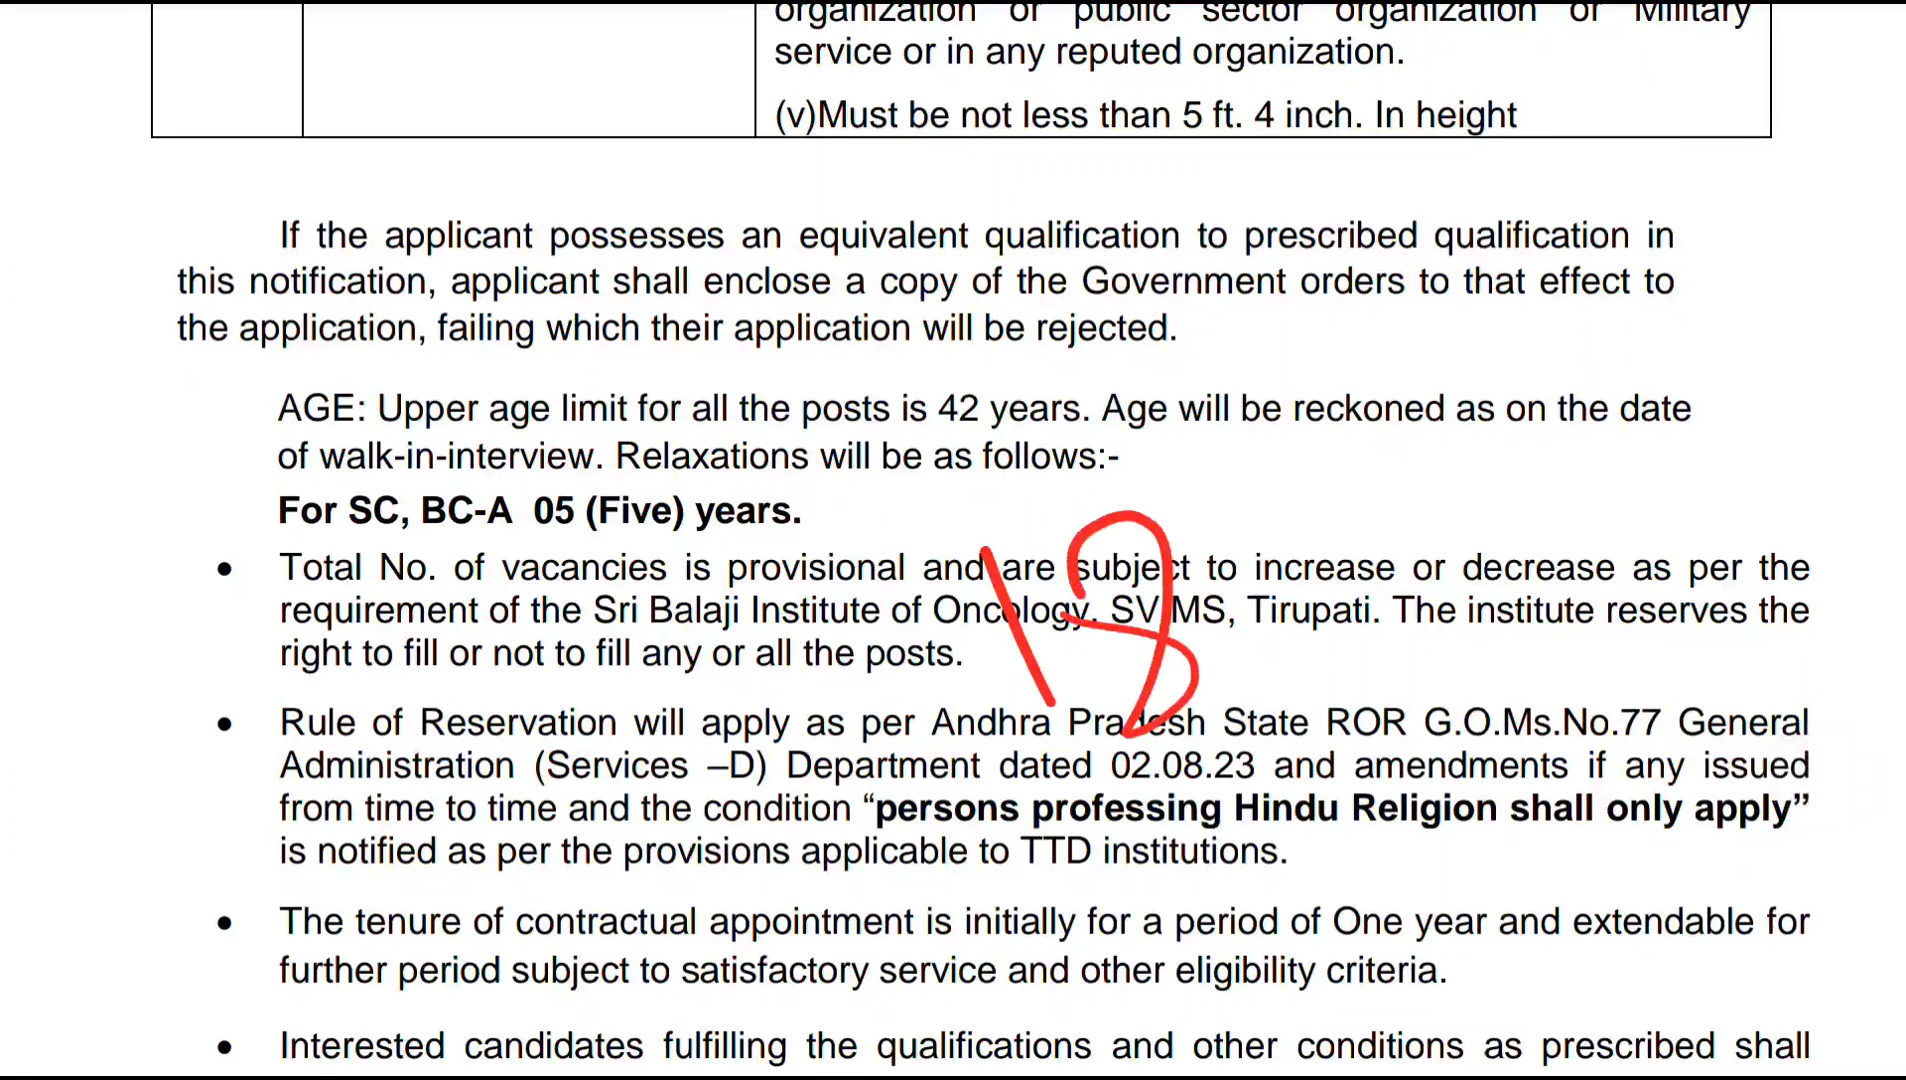 organization or public sector organization or Military
service or in any reputed organization.
(v)Must be not less than 5 ft. 4 inch. In height
If the applicant possesses an equivalent qualification to prescribed qualification in
this notification, applicant shall enclose a copy of the Government orders to that effect to
the application, failing which their application will be rejected.
AGE: Upper age limit for all the posts is 42 years. Age will be reckoned as on the date
of walk-in-interview. Relaxations will be as follows:-
For SC, BC-A 05 (Five) years.
• Total No. of vacancies is provisional and are subject to increase or decrease as per the
requirement of the Sri Balaji Institute of Oncology, SVIMS, Tirupati. The institute reserves the
right to fill or not to fill any or all the posts.
18
• Rule of Reservation will apply as per Andhra Pradesh State ROR G.O.Ms.No.77 General
Administration (Services –D) Department dated 02.08.23 and amendments if any issued
from time to time and the condition “persons professing Hindu Religion shall only apply”
is notified as per the provisions applicable to TTD institutions.
• The tenure of contractual appointment is initially for a period of One year and extendable for
further period subject to satisfactory service and other eligibility criteria.
• Interested candidates fulfilling the qualifications and other conditions as prescribed shall